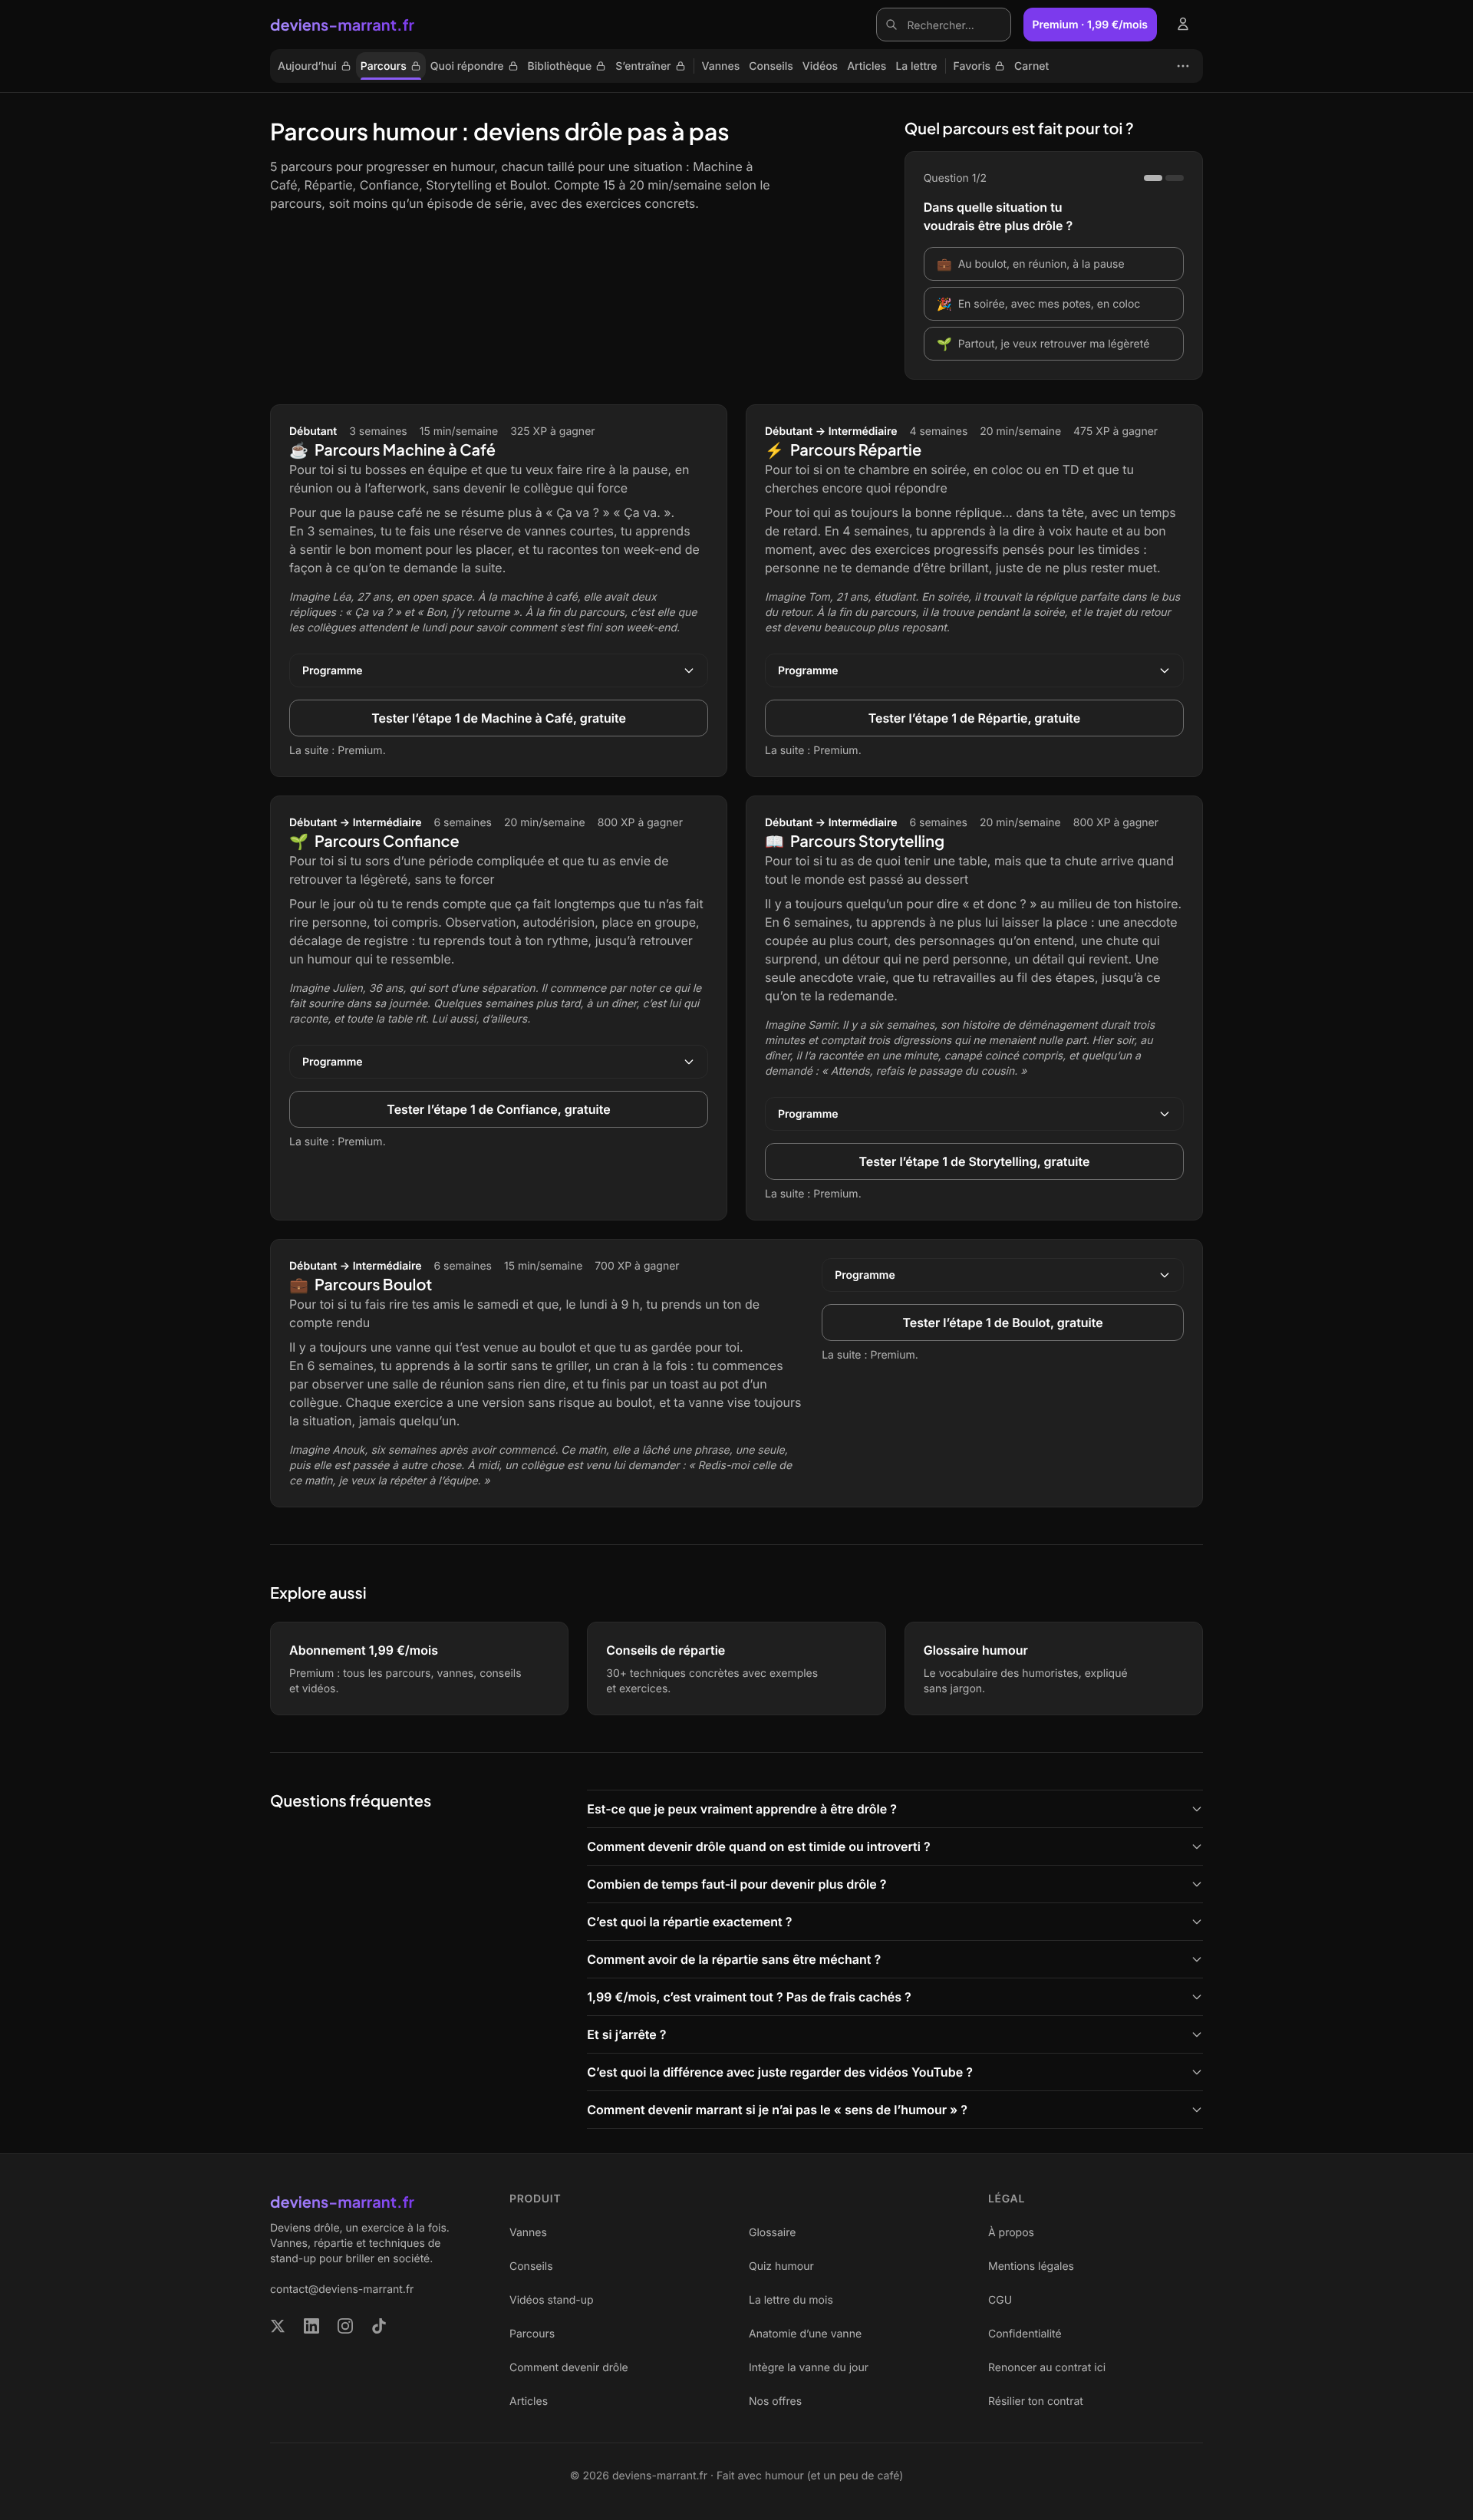 deviens-marrant.fr
Rechercher...
Premium · 1,99 €/mois
Aujourd’hui
Parcours
Quoi répondre
Bibliothèque
S’entraîner
Vannes
Conseils
Vidéos
Articles
La lettre
Favoris
Carnet
Parcours humour : deviens drôle pas à pas
5 parcours pour progresser en humour, chacun taillé pour une situation : Machine à
Café, Répartie, Confiance, Storytelling et Boulot. Compte 15 à 20 min/semaine selon le
parcours, soit moins qu’un épisode de série, avec des exercices concrets.
Quel parcours est fait pour toi ?
Question 1/2
Dans quelle situation tu
voudrais être plus drôle ?
💼 Au boulot, en réunion, à la pause
🎉 En soirée, avec mes potes, en coloc
🌱 Partout, je veux retrouver ma légèreté
Débutant 3 semaines 15 min/semaine 325 XP à gagner
☕ Parcours Machine à Café
Pour toi si tu bosses en équipe et que tu veux faire rire à la pause, en
réunion ou à l’afterwork, sans devenir le collègue qui force
Pour que la pause café ne se résume plus à « Ça va ? » « Ça va. ».
En 3 semaines, tu te fais une réserve de vannes courtes, tu apprends
à sentir le bon moment pour les placer, et tu racontes ton week-end de
façon à ce qu’on te demande la suite.
Imagine Léa, 27 ans, en open space. À la machine à café, elle avait deux
répliques : « Ça va ? » et « Bon, j’y retourne ». À la fin du parcours, c’est elle que
les collègues attendent le lundi pour savoir comment s’est fini son week-end.
Programme
Tester l’étape 1 de Machine à Café, gratuite
La suite : Premium.
Débutant → Intermédiaire 4 semaines 20 min/semaine 475 XP à gagner
⚡ Parcours Répartie
Pour toi si on te chambre en soirée, en coloc ou en TD et que tu
cherches encore quoi répondre
Pour toi qui as toujours la bonne réplique… dans ta tête, avec un temps
de retard. En 4 semaines, tu apprends à la dire à voix haute et au bon
moment, avec des exercices progressifs pensés pour les timides :
personne ne te demande d’être brillant, juste de ne plus rester muet.
Imagine Tom, 21 ans, étudiant. En soirée, il trouvait la réplique parfaite dans le bus
du retour. À la fin du parcours, il la trouve pendant la soirée, et le trajet du retour
est devenu beaucoup plus reposant.
Programme
Tester l’étape 1 de Répartie, gratuite
La suite : Premium.
Débutant → Intermédiaire 6 semaines 20 min/semaine 800 XP à gagner
🌱 Parcours Confiance
Pour toi si tu sors d’une période compliquée et que tu as envie de
retrouver ta légèreté, sans te forcer
Pour le jour où tu te rends compte que ça fait longtemps que tu n’as fait
rire personne, toi compris. Observation, autodérision, place en groupe,
décalage de registre : tu reprends tout à ton rythme, jusqu’à retrouver
un humour qui te ressemble.
Imagine Julien, 36 ans, qui sort d’une séparation. Il commence par noter ce qui le
fait sourire dans sa journée. Quelques semaines plus tard, à un dîner, c’est lui qui
raconte, et toute la table rit. Lui aussi, d’ailleurs.
Programme
Tester l’étape 1 de Confiance, gratuite
La suite : Premium.
Débutant → Intermédiaire 6 semaines 20 min/semaine 800 XP à gagner
📖 Parcours Storytelling
Pour toi si tu as de quoi tenir une table, mais que ta chute arrive quand
tout le monde est passé au dessert
Il y a toujours quelqu’un pour dire « et donc ? » au milieu de ton histoire.
En 6 semaines, tu apprends à ne plus lui laisser la place : une anecdote
coupée au plus court, des personnages qu’on entend, une chute qui
surprend, un détour qui ne perd personne, un détail qui revient. Une
seule anecdote vraie, que tu retravailles au fil des étapes, jusqu’à ce
qu’on te la redemande.
Imagine Samir. Il y a six semaines, son histoire de déménagement durait trois
minutes et comptait trois digressions qui ne menaient nulle part. Hier soir, au
dîner, il l’a racontée en une minute, canapé coincé compris, et quelqu’un a
demandé : « Attends, refais le passage du cousin. »
Programme
Tester l’étape 1 de Storytelling, gratuite
La suite : Premium.
Débutant → Intermédiaire 6 semaines 15 min/semaine 700 XP à gagner
💼 Parcours Boulot
Pour toi si tu fais rire tes amis le samedi et que, le lundi à 9 h, tu prends un ton de
compte rendu
Il y a toujours une vanne qui t’est venue au boulot et que tu as gardée pour toi.
En 6 semaines, tu apprends à la sortir sans te griller, un cran à la fois : tu commences
par observer une salle de réunion sans rien dire, et tu finis par un toast au pot d’un
collègue. Chaque exercice a une version sans risque au boulot, et ta vanne vise toujours
la situation, jamais quelqu’un.
Imagine Anouk, six semaines après avoir commencé. Ce matin, elle a lâché une phrase, une seule,
puis elle est passée à autre chose. À midi, un collègue est venu lui demander : « Redis-moi celle de
ce matin, je veux la répéter à l’équipe. »
Programme
Tester l’étape 1 de Boulot, gratuite
La suite : Premium.
Explore aussi
Abonnement 1,99 €/mois
Premium : tous les parcours, vannes, conseils
et vidéos.
Conseils de répartie
30+ techniques concrètes avec exemples
et exercices.
Glossaire humour
Le vocabulaire des humoristes, expliqué
sans jargon.
Questions fréquentes
Est-ce que je peux vraiment apprendre à être drôle ?
Comment devenir drôle quand on est timide ou introverti ?
Combien de temps faut-il pour devenir plus drôle ?
C’est quoi la répartie exactement ?
Comment avoir de la répartie sans être méchant ?
1,99 €/mois, c’est vraiment tout ? Pas de frais cachés ?
Et si j’arrête ?
C’est quoi la différence avec juste regarder des vidéos YouTube ?
Comment devenir marrant si je n’ai pas le « sens de l’humour » ?
deviens-marrant.fr
Deviens drôle, un exercice à la fois.
Vannes, répartie et techniques de
stand-up pour briller en société.
contact@deviens-marrant.fr
PRODUIT
Vannes
Conseils
Vidéos stand-up
Parcours
Comment devenir drôle
Articles
Glossaire
Quiz humour
La lettre du mois
Anatomie d’une vanne
Intègre la vanne du jour
Nos offres
LÉGAL
À propos
Mentions légales
CGU
Confidentialité
Renoncer au contrat ici
Résilier ton contrat
© 2026 deviens-marrant.fr · Fait avec humour (et un peu de café)